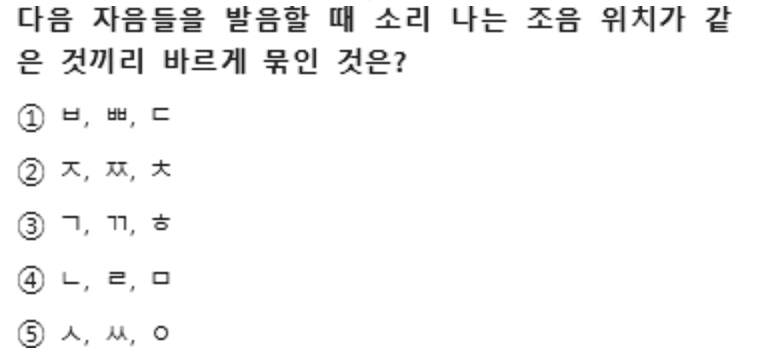 다음 자음들을 발음할 때 소리 나는 조음 위치가 같
은 것끼리 바르게 묶인 것은?
① ㅂ, ㅃ, ㄷ
② ㅈ, ㅉ, ㅊ
③ ㄱ, ㄲ, ㅎ
④ ㄴ, ㄹ, ㅁ
⑤ ㅅ, ㅆ, ㅇ